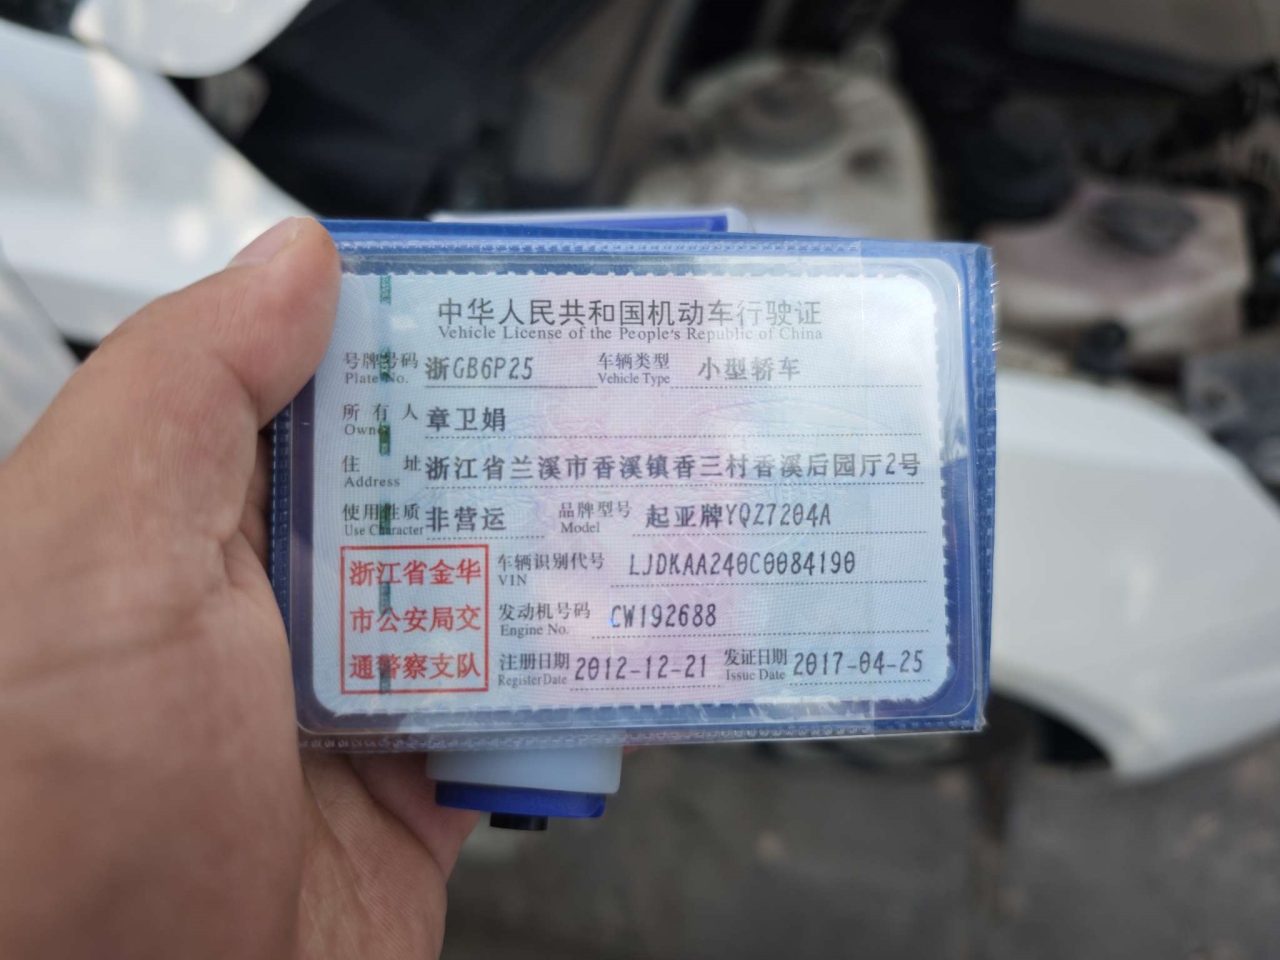 中华人民共和国机动车行驶证
Vehicle License of the People's Republic of China
号牌号码 浙GB6P25 车辆类型 小型轿车
Plate No. Vehicle Type
所有人 章卫娟
Owner
住址 浙江省兰溪市香溪镇香三村香溪后园厅2号
Address
使用性质 非营运 品牌型号 起亚牌YQZ7204A
Use Character Model
浙江省金华
市公安局交
通警察支队
车辆识别代号 LJDKAA240C0084190
VIN
发动机号码 CW192688
Engine No.
注册日期 2012-12-21 发证日期 2017-04-25
Register Date Issue Date